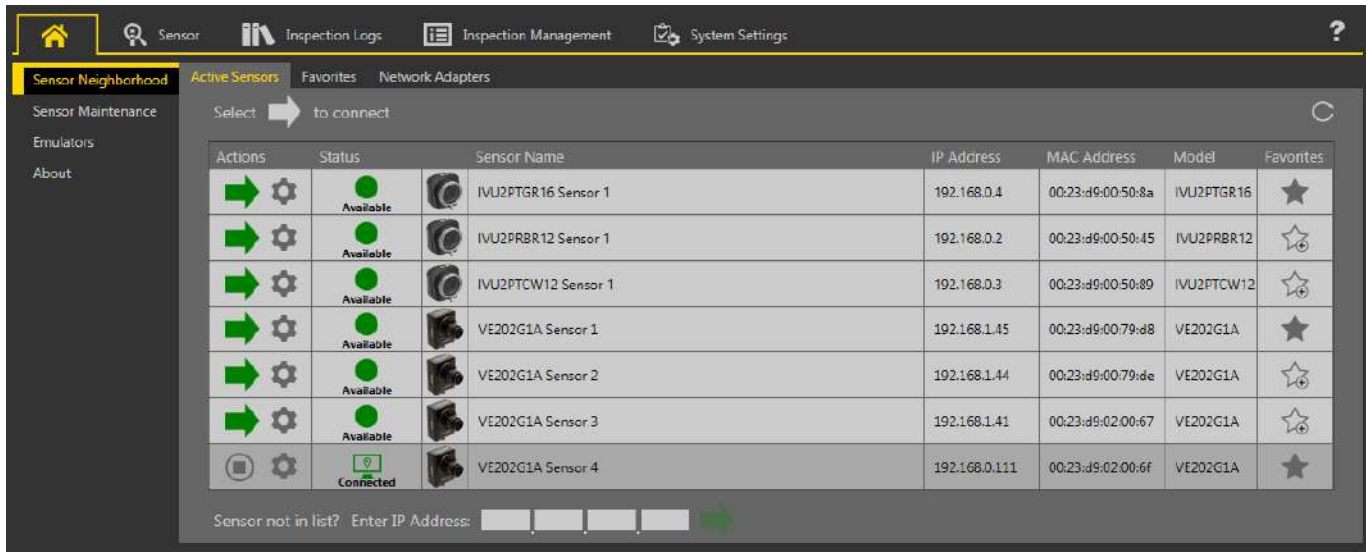 Sensor Inspection Logs Inspection Management System Settings ?
Sensor Neighborhood Active Sensors Favorites Network Adapters
Sensor Maintenance Select to connect
Emulators
About
Actions Status Sensor Name IP Address MAC Address Model Favorites
Available IVU2PTGR16 Sensor 1 192.168.0.4 00:23:d9:00:50:8a IVU2PTGR16
Available IVU2PRBR12 Sensor 1 192.168.0.2 00:23:d9:00:50:45 IVU2PRBR12
Available IVU2PTCW12 Sensor 1 192.168.0.3 00:23:d9:00:50:89 IVU2PTCW12
Available VE202G1A Sensor 1 192.168.1.45 00:23:d9:00:79:d8 VE202G1A
Available VE202G1A Sensor 2 192.168.1.44 00:23:d9:00:79:de VE202G1A
Available VE202G1A Sensor 3 192.168.1.41 00:23:d9:02:00:67 VE202G1A
Connected VE202G1A Sensor 4 192.168.0.111 00:23:d9:02:00:6f VE202G1A
Sensor not in list? Enter IP Address: . . .